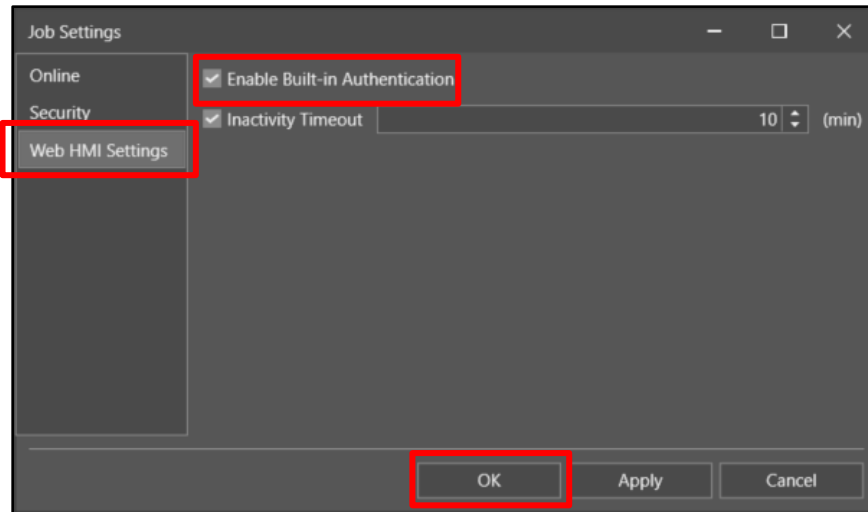 Job Settings
Online
Security
Web HMI Settings
Enable Built-in Authentication
Inactivity Timeout 10 (min)
OK Apply Cancel